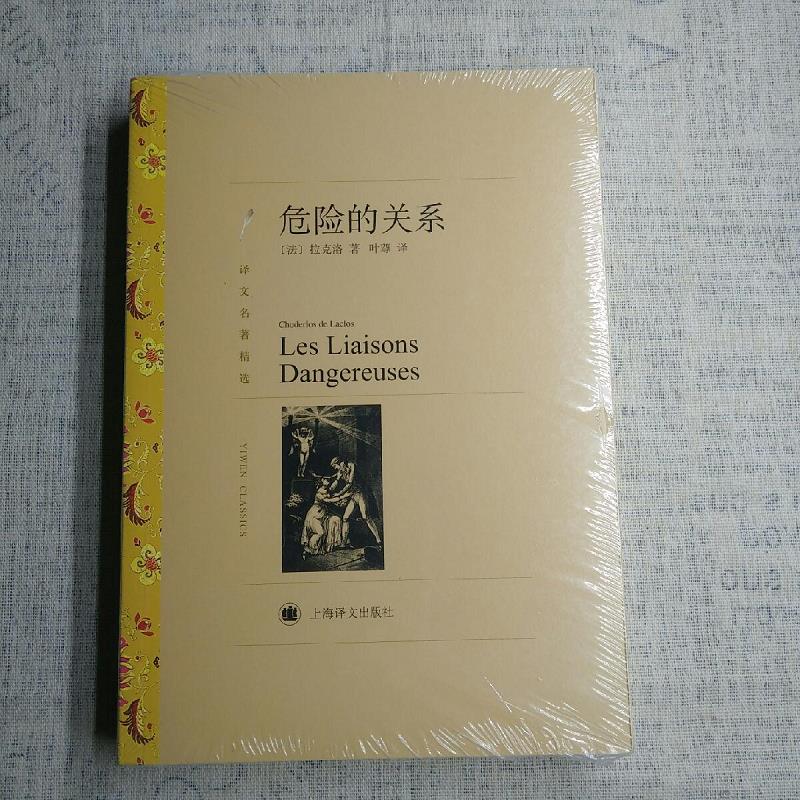 危险的关系
[法] 拉克洛 著 叶尊 译
译文名著精选
YIWEN CLASSICS
Choderlos de Laclos
Les Liaisons
Dangereuses
上海译文出版社